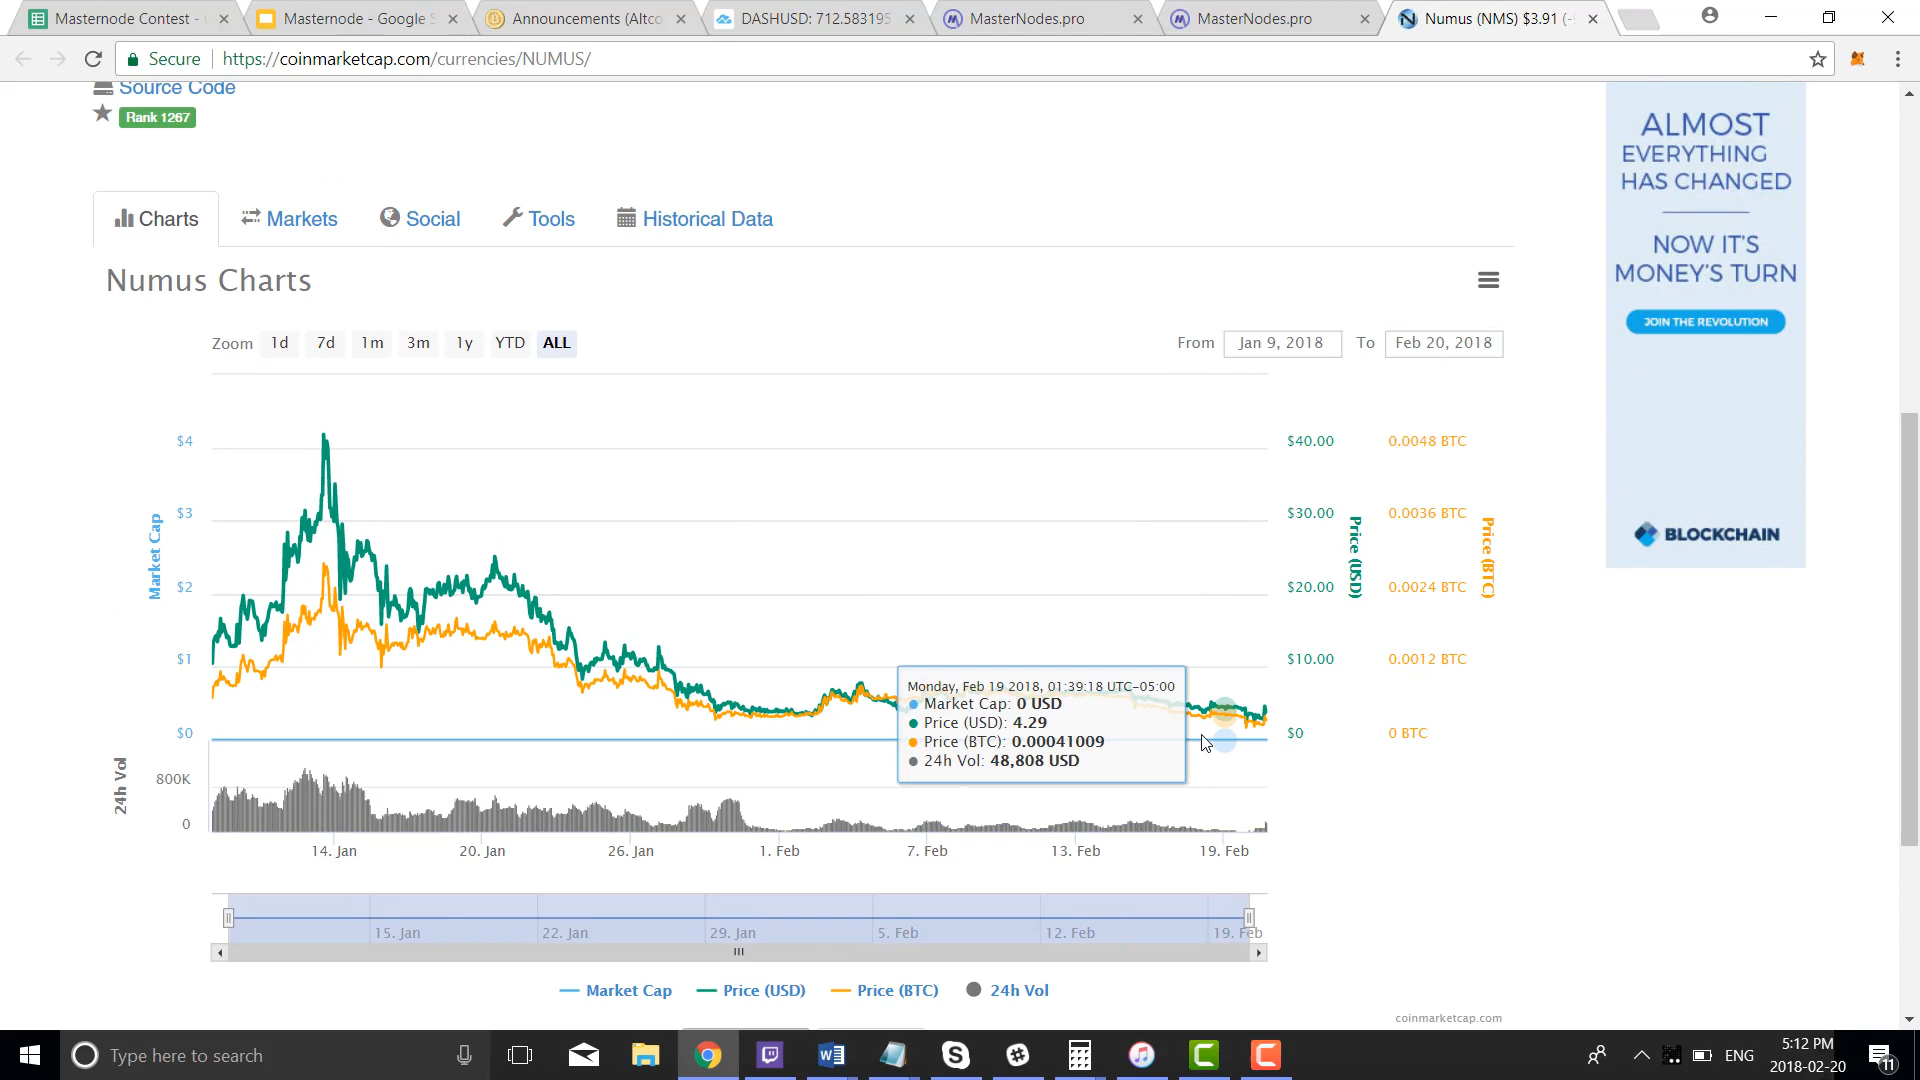 Masternode Contest -
Masternode - Google S
Announcements (Altco
DASHUSD: 712.583195
MasterNodes.pro
MasterNodes.pro
Numus (NMS) $3.91 (-
Secure
https://coinmarketcap.com/currencies/NUMUS/
Source Code
Rank 1267
Charts
Markets
Social
Tools
Historical Data
Numus Charts
Zoom 1d 7d 1m 3m 1y YTD ALL
From Jan 9, 2018 To Feb 20, 2018
Market Cap
$4
$3
$2
$1
$0
24h Vol
800K
0
$40.00
$30.00
$20.00
$10.00
$0
Price (USD)
0.0048 BTC
0.0036 BTC
0.0024 BTC
0.0012 BTC
0 BTC
Price (BTC)
Monday, Feb 19 2018, 01:39:18 UTC-05:00
Market Cap: 0 USD
Price (USD): 4.29
Price (BTC): 0.00041009
24h Vol: 48,808 USD
14. Jan 20. Jan 26. Jan 1. Feb 7. Feb 13. Feb 19. Feb
15. Jan 22. Jan 29. Jan 5. Feb 12. Feb 19. Feb
Market Cap Price (USD) Price (BTC) 24h Vol
coinmarketcap.com
ALMOST
EVERYTHING
HAS CHANGED
NOW IT'S
MONEY'S TURN
JOIN THE REVOLUTION
BLOCKCHAIN
Type here to search
ENG
5:12 PM
2018-02-20
11